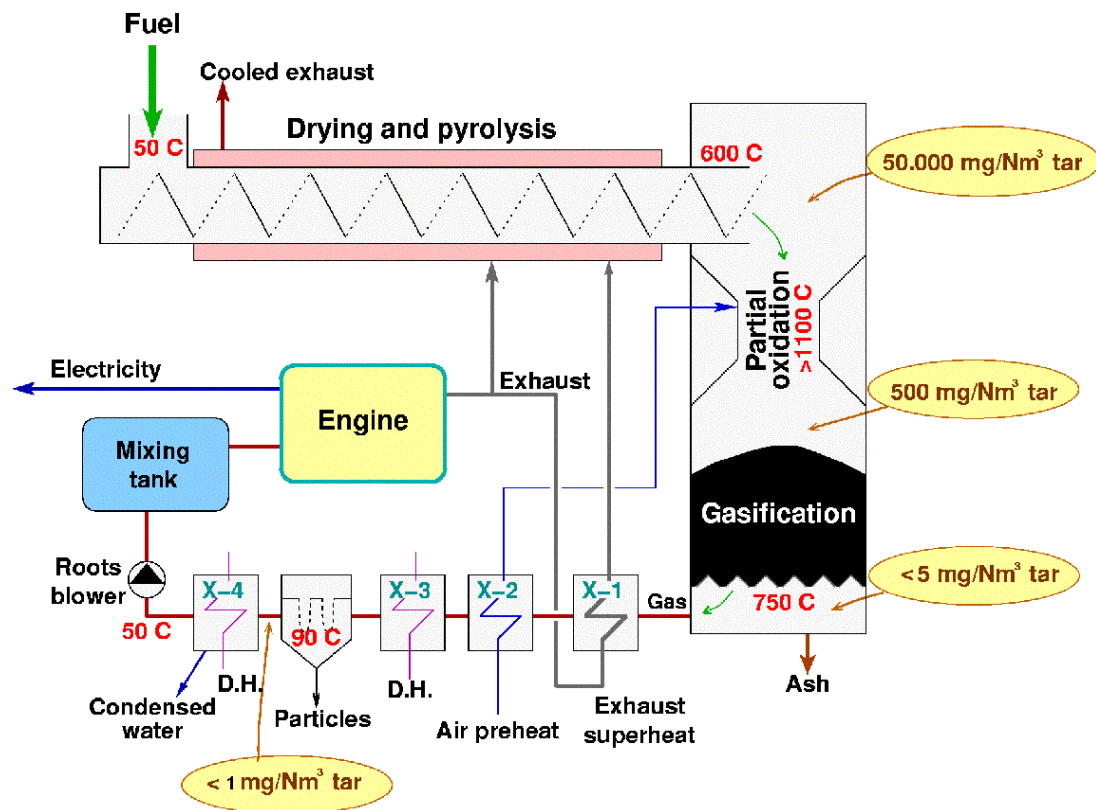 Fuel
Cooled exhaust
Drying and pyrolysis
50 C
600 C
50.000 mg/Nm³ tar
Partial
oxidation
>1100 C
Electricity
Exhaust
Engine
500 mg/Nm³ tar
Mixing
tank
Gasification
Roots
blower
X-4
X-3
X-2
X-1
Gas
750 C
<5 mg/Nm³ tar
50 C
90 C
D.H.
D.H.
Ash
Condensed
water
Particles
Air preheat
Exhaust
superheat
< 1 mg/Nm³ tar